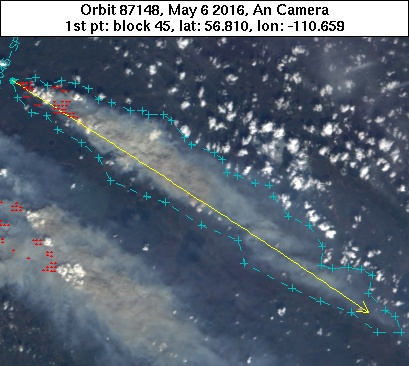 Orbit 87148, May 6 2016, An Camera
1st pt: block 45, lat: 56.810, lon: -110.659